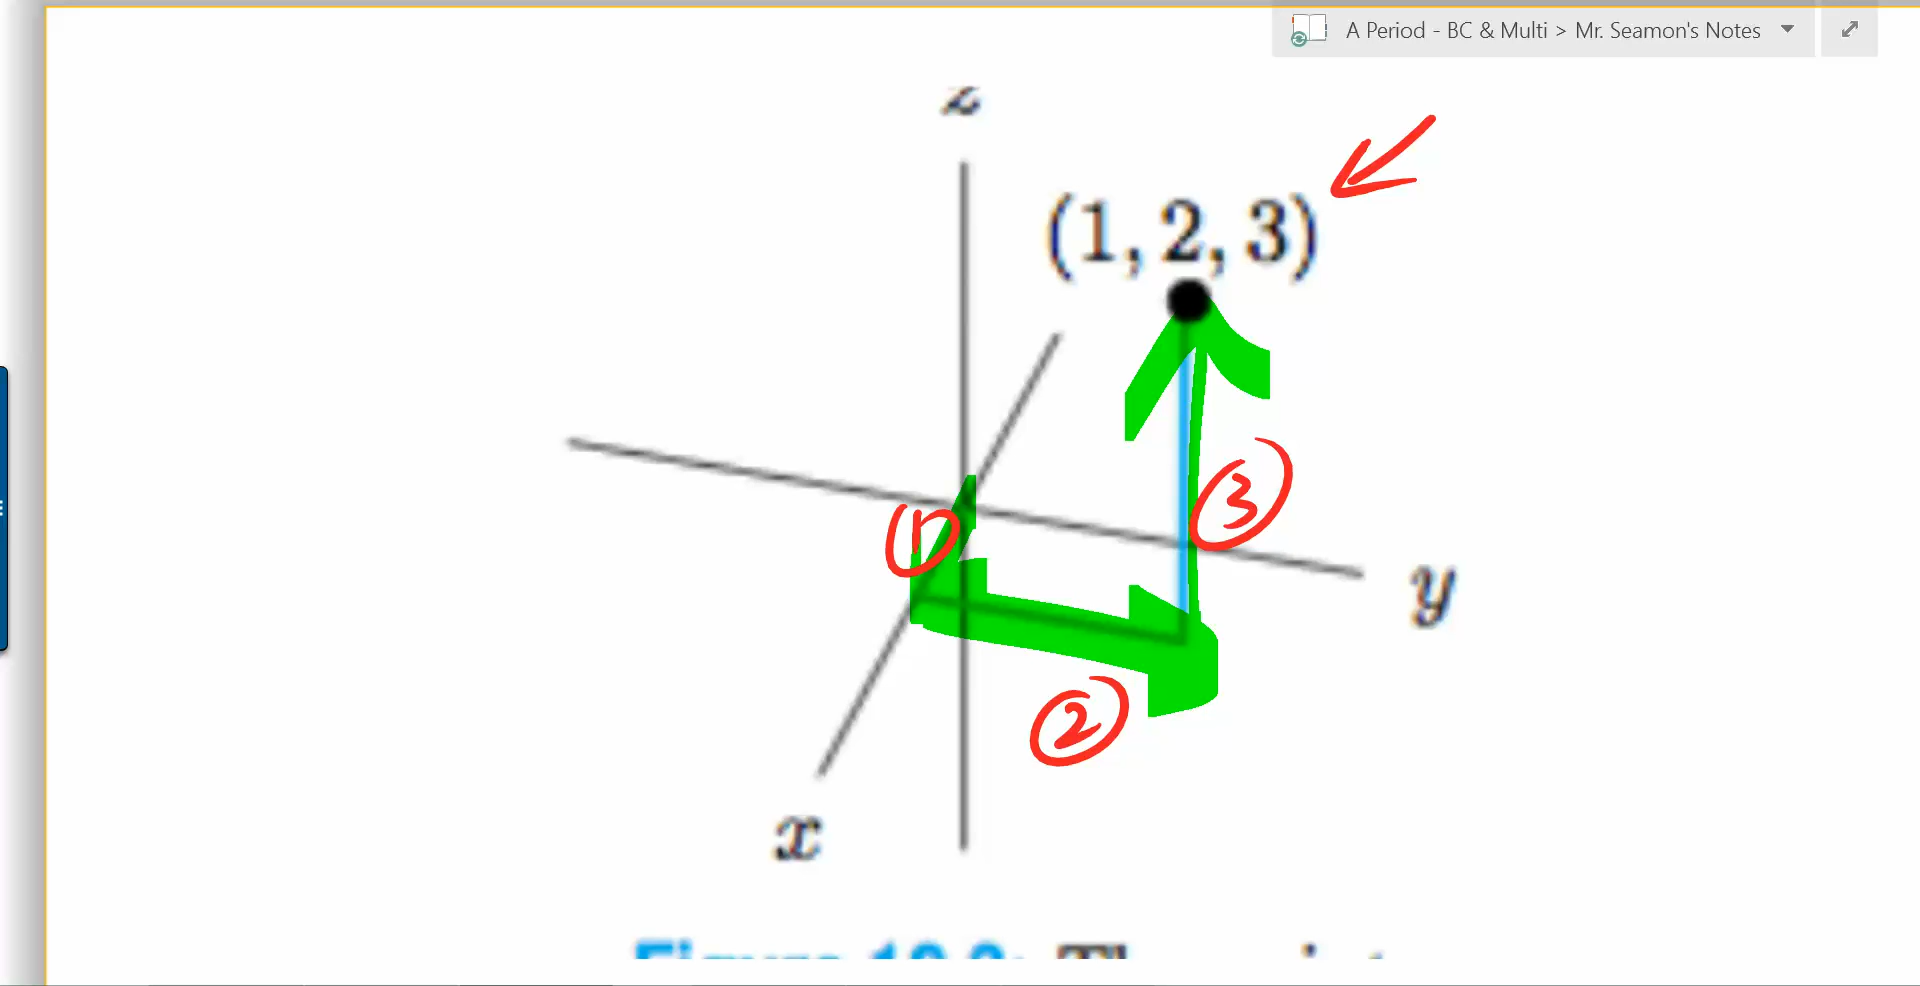 A Period - BC & Multi > Mr. Seamon's Notes
z
(1, 2, 3)
①
③
y
②
x